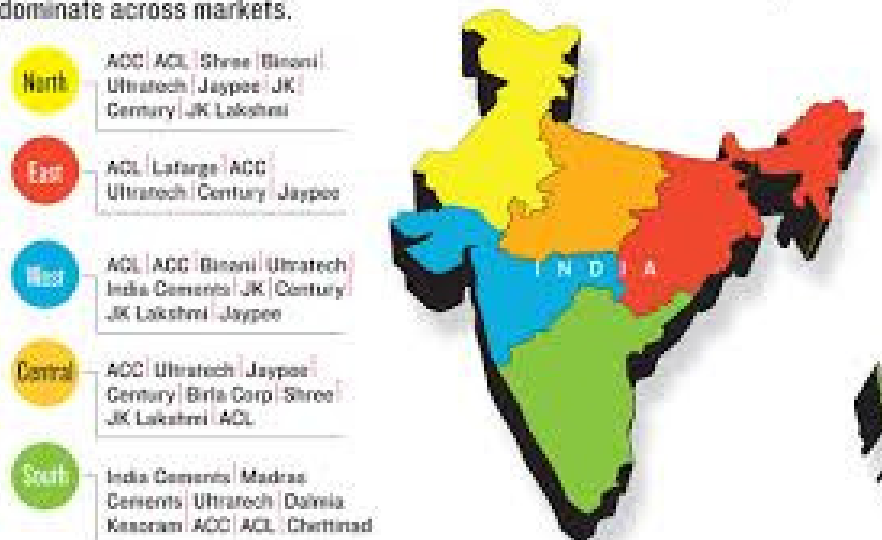 dominate across markets.
North
ACC ACL Shree Binani
Ultratech Jaypee JK
Century JK Lakshmi
East
ACL Lafarge ACC
Ultratech Century Jaypee
West
ACL ACC Binani Ultratech
India Cements JK Century
JK Lakshmi Jaypee
Central
ACC Ultratech Jaypee
Century Birla Corp Shree
JK Lakshmi ACL
South
India Cements Madras
Cements Ultratech Dalmia
Kesoram ACC ACL Chettinad
INDIA